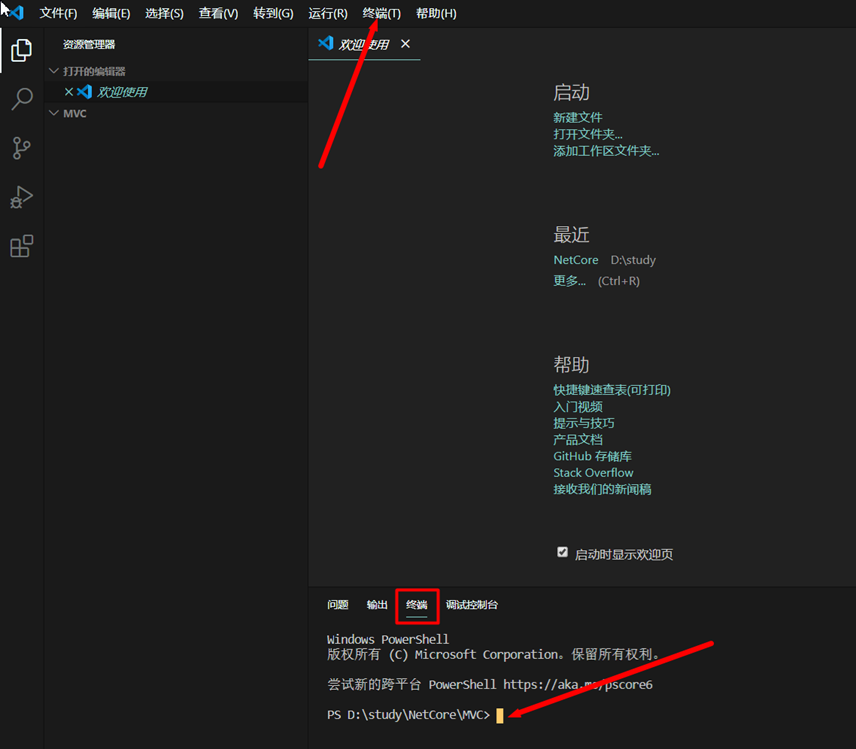 文件(F) 编辑(E) 选择(S) 查看(V) 转到(G) 运行(R) 终端(T) 帮助(H)
资源管理器
打开的编辑器
欢迎使用
MVC
欢迎使用
启动
新建文件
打开文件夹...
添加工作区文件夹...
最近
NetCore D:\study
更多... (Ctrl+R)
帮助
快捷键速查表(可打印)
入门视频
提示与技巧
产品文档
GitHub 存储库
Stack Overflow
接收我们的新闻稿
启动时显示欢迎页
问题 输出 终端 调试控制台
Windows PowerShell
版权所有 (C) Microsoft Corporation。保留所有权利。
尝试新的跨平台 PowerShell https://aka.ms/pscore6
PS D:\study\NetCore\MVC>